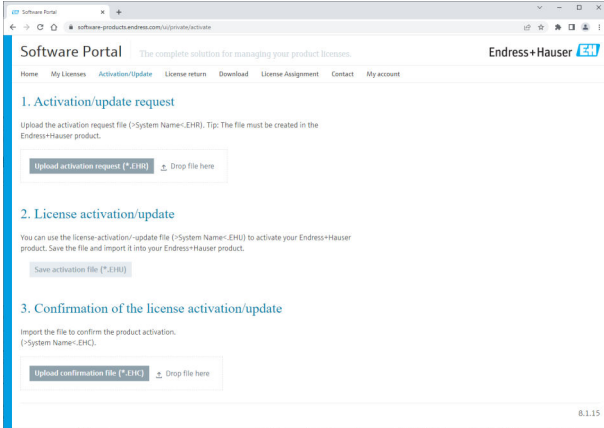 Software Portal
software-products.endress.com/ui/private/activate
Software Portal The complete solution for managing your product licenses. Endress+Hauser EH
Home My Licenses Activation/Update License return Download License Assignment Contact My account
1. Activation/update request
Upload the activation request file (>System Name<.EHR). Tip: The file must be created in the
Endress+Hauser product.
Upload activation request (*.EHR) Drop file here
2. License activation/update
You can use the license-activation/-update file (>System Name<.EHU) to activate your Endress+Hauser
product. Save the file and import it into your Endress+Hauser product.
Save activation file (*.EHU)
3. Confirmation of the license activation/update
Import the file to confirm the product activation.
(>System Name<.EHC).
Upload confirmation file (*.EHC) Drop file here
8.1.15